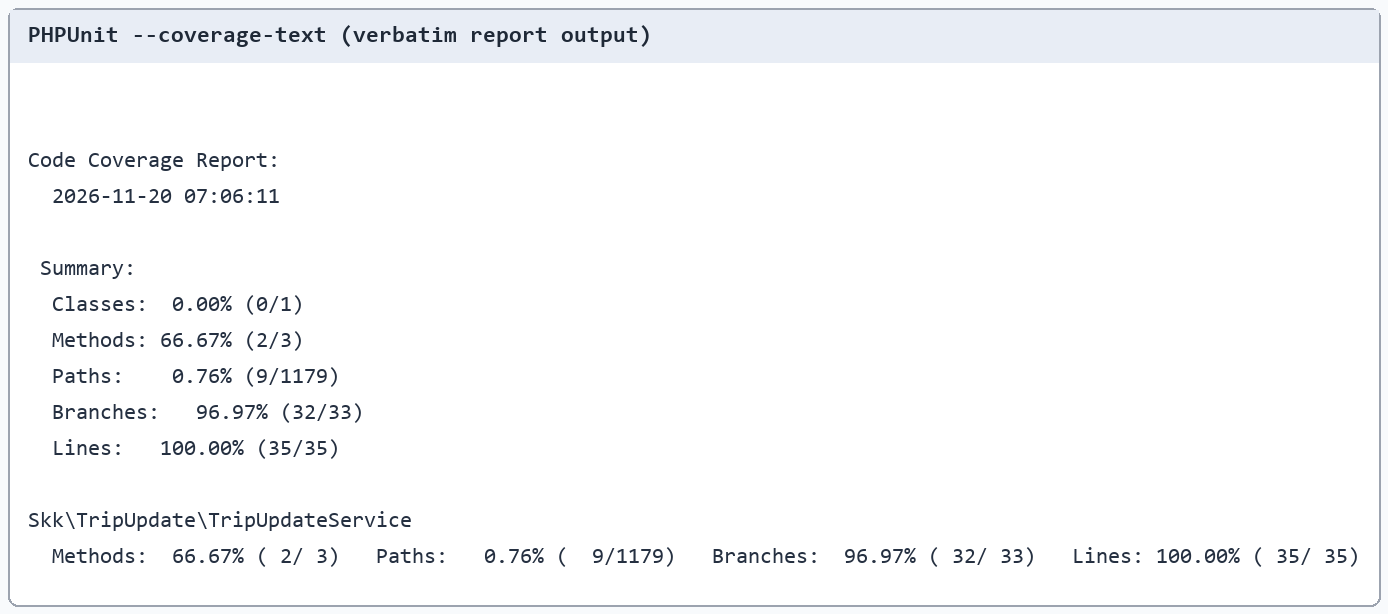 PHPUnit --coverage-text (verbatim report output)
Code Coverage Report:
  2026-11-20 07:06:11
 Summary:
  Classes:  0.00% (0/1)
  Methods: 66.67% (2/3)
  Paths:    0.76% (9/1179)
  Branches:   96.97% (32/33)
  Lines:   100.00% (35/35)
Skk\TripUpdate\TripUpdateService
  Methods:  66.67% ( 2/ 3)   Paths:   0.76% (  9/1179)   Branches:  96.97% ( 32/ 33)   Lines: 100.00% ( 35/ 35)